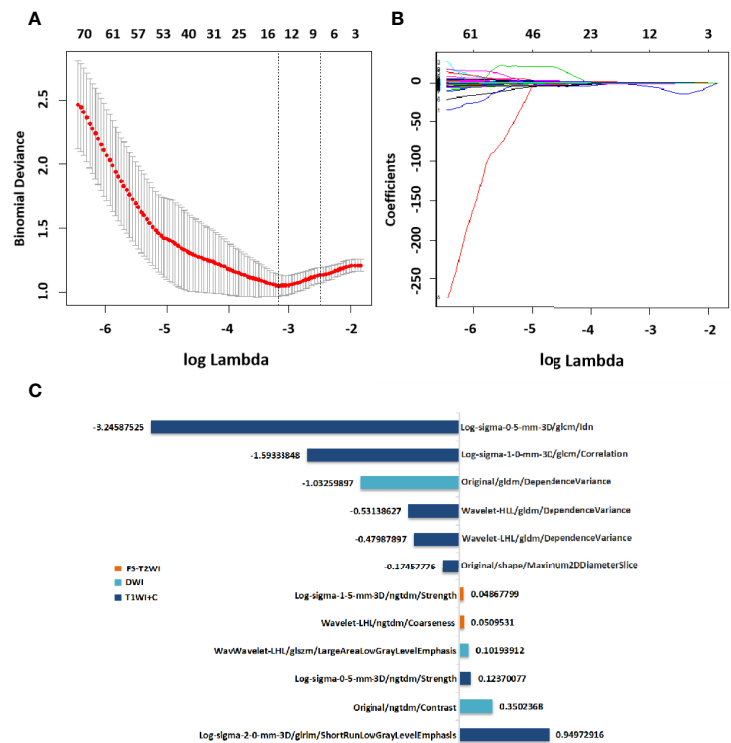 A
70 61 57 53 40 31 23 16 12 9 6 3
Binomial Deviance
2.5
2.0
1.5
1.0
-6 -5 -4 -3 -2
log Lambda
B
61 46 23 12 3
Coefficients
0
-50
-100
-150
-200
-250
-6 -5 -4 -3 -2
log Lambda
C
-3.24587525 Log-sigma-0-5-mm-3D/glcm/Idn
-1.59333848 Log-sigma-1-0-mm-3D/glcm/Correlation
-1.03259897 Original/gldm/DependenceVariance
-0.53138627 Wavelet-HLL/gldm/DependenceVariance
-0.47987897 Wavelet-LHL/gldm/DependenceVariance
-0.17457776 Original/shape/Maximum2DDiameterSlice
FS-T2WI
DWI
T1WI+C
Log-sigma-1-5-mm-3D/ngtdm/Strength 0.04867799
Wavelet-LHL/ngtdm/Coarseness 0.0509531
WavWavelet-LHL/glszm/LargeAreaLowGrayLevelEmphasis 0.10193912
Log-sigma-0-5-mm-3D/ngtdm/Strength 0.12370077
Original/ngtdm/Contrast 0.3502368
Log-sigma-2-0-mm-3D/glrlm/ShortRunLowGrayLevelEmphasis 0.94972916